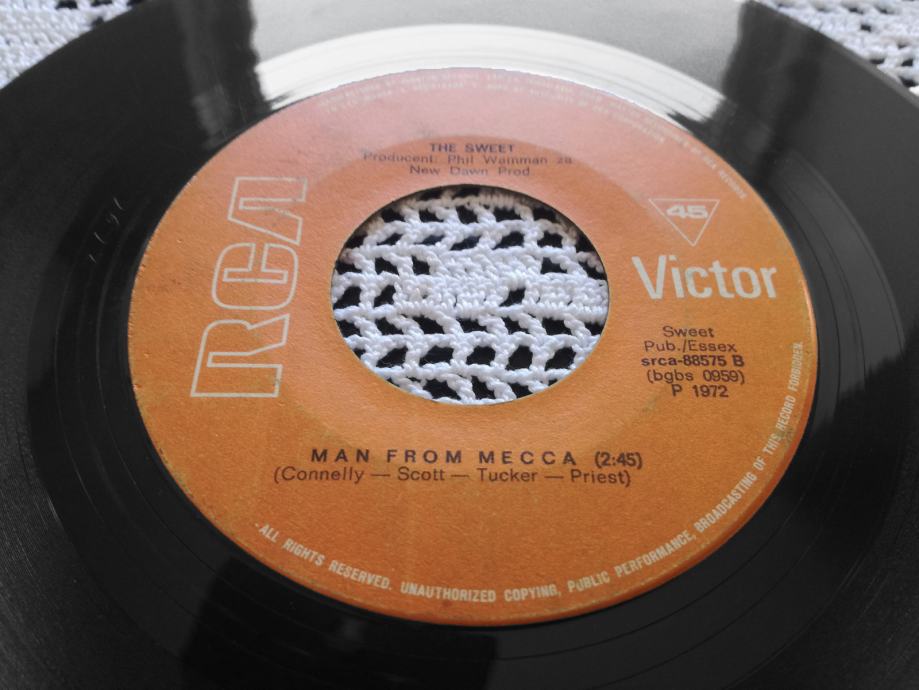 THE SWEET
Producent: Phil Wainman za
New Dawn Prod
RCA
45
Victor
Sweet
Pub./Essex
srca-88575 B
(bgbs 0959)
P 1972
MAN FROM MECCA (2:45)
(Connelly — Scott — Tucker — Priest)
. ALL RIGHTS RESERVED. UNAUTHORIZED COPYING, PUBLIC PERFORMANCE, BROADCASTING OF THIS RECORD FORBIDDEN.